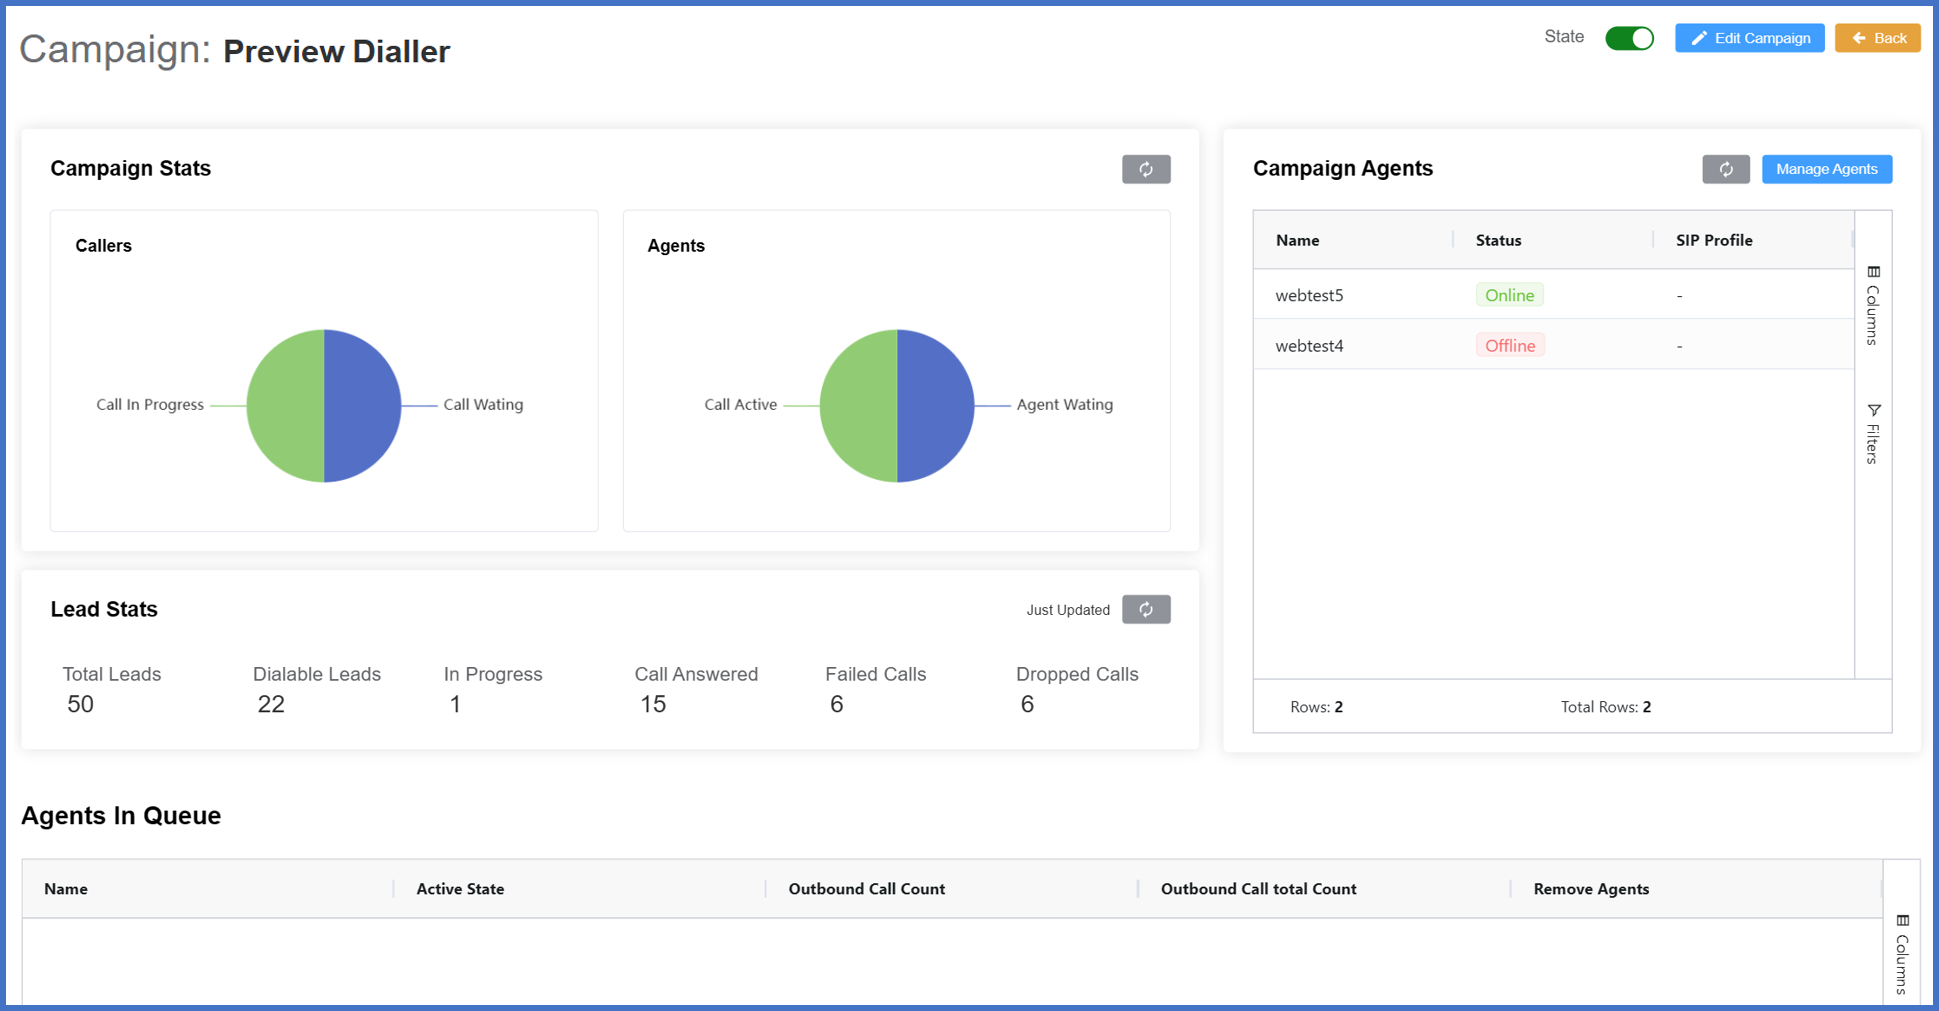 Campaign: Preview Dialler
State
Edit Campaign
Back
Campaign Stats
Callers
Call In Progress
Call Wating
Agents
Call Active
Agent Wating
Campaign Agents
Manage Agents
Name Status SIP Profile
webtest5 Online -
webtest4 Offline -
Columns
Filters
Rows: 2 Total Rows: 2
Lead Stats
Just Updated
Total Leads Dialable Leads In Progress Call Answered Failed Calls Dropped Calls
50 22 1 15 6 6
Agents In Queue
Name Active State Outbound Call Count Outbound Call total Count Remove Agents
Columns